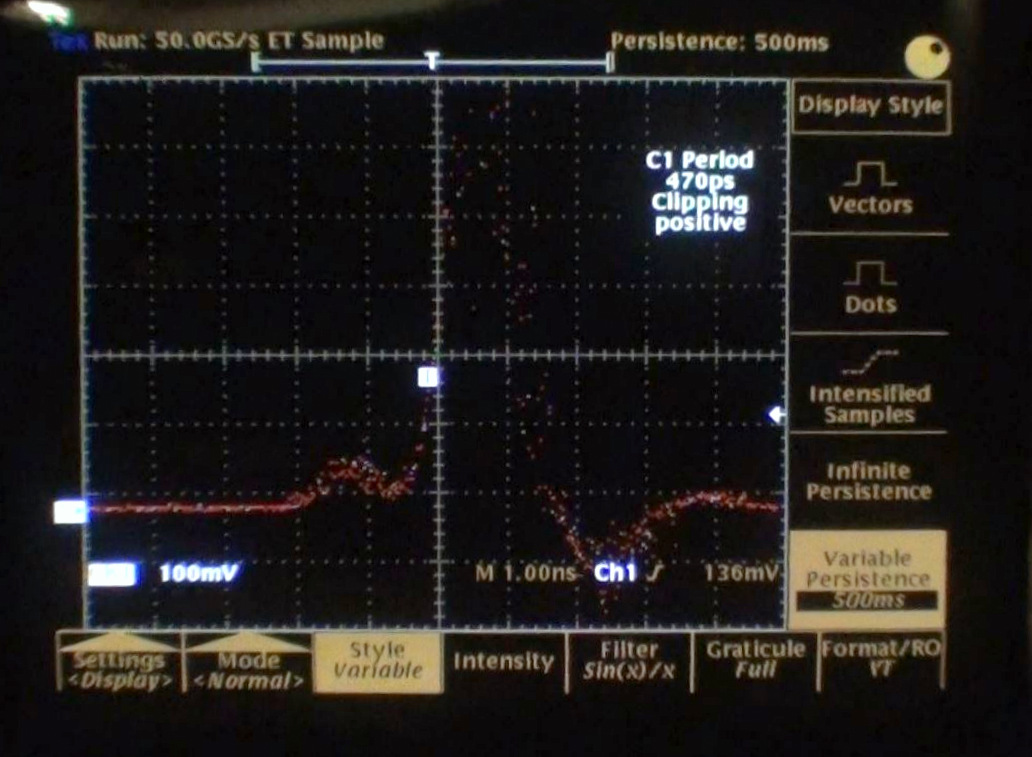 Tek Run: 50.0GS/s ET Sample
Persistence: 500ms
T
C1 Period
470ps
Clipping
positive
Display Style
Vectors
Dots
Intensified
Samples
Infinite
Persistence
Variable
Persistence
500ms
100mV
M 1.00ns
Ch1
136mV
Settings
<Display>
Mode
<Normal>
Style
Variable
Intensity
Filter
Sin(x)/x
Graticule
Full
Format/RO
YT